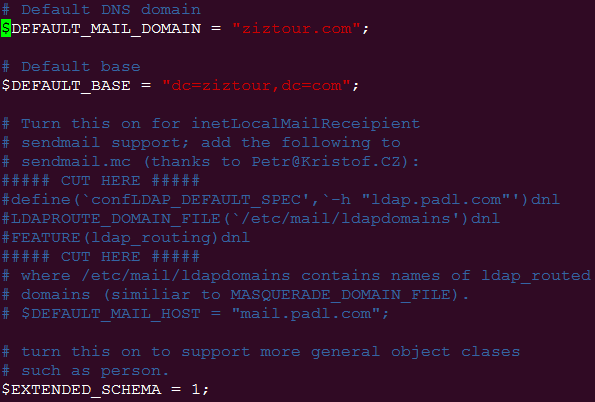 # Default DNS domain
$DEFAULT_MAIL_DOMAIN = "ziztour.com";
# Default base
$DEFAULT_BASE = "dc=ziztour,dc=com";
# Turn this on for inetLocalMailReceipient
# sendmail support; add the following to
# sendmail.mc (thanks to Petr@Kristof.CZ):
##### CUT HERE #####
#define(`confLDAP_DEFAULT_SPEC',`-h "ldap.padl.com"')dnl
#LDAPROUTE_DOMAIN_FILE(`/etc/mail/ldapdomains')dnl
#FEATURE(ldap_routing)dnl
##### CUT HERE #####
# where /etc/mail/ldapdomains contains names of ldap_routed
# domains (similiar to MASQUERADE_DOMAIN_FILE).
# $DEFAULT_MAIL_HOST = "mail.padl.com";
# turn this on to support more general object clases
# such as person.
$EXTENDED_SCHEMA = 1;